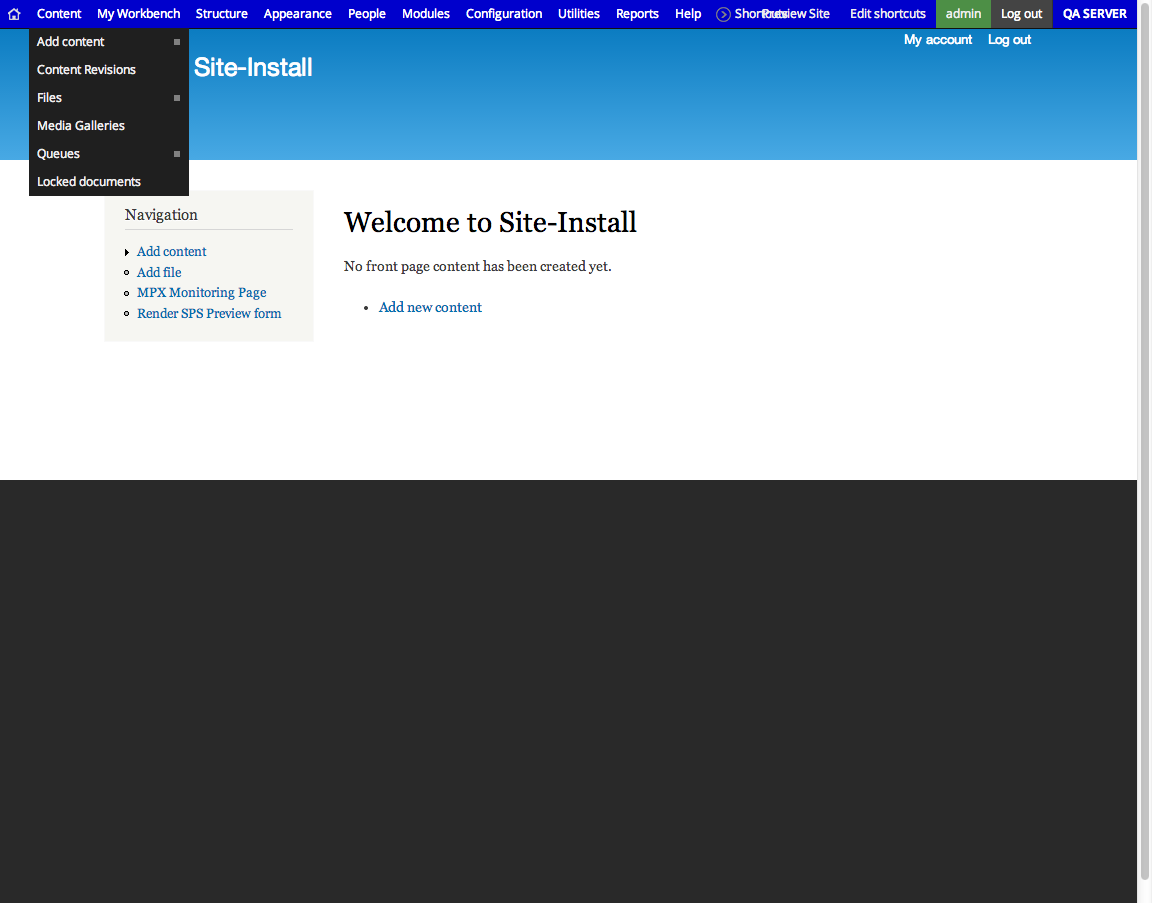 Content My Workbench Structure Appearance People Modules Configuration Utilities Reports Help Shortcuts Preview Site Edit shortcuts admin Log out QA SERVER
My account Log out
Add content
Content Revisions
Files
Media Galleries
Queues
Locked documents
Site-Install
Navigation
Add content
Add file
MPX Monitoring Page
Render SPS Preview form
Welcome to Site-Install
No front page content has been created yet.
Add new content